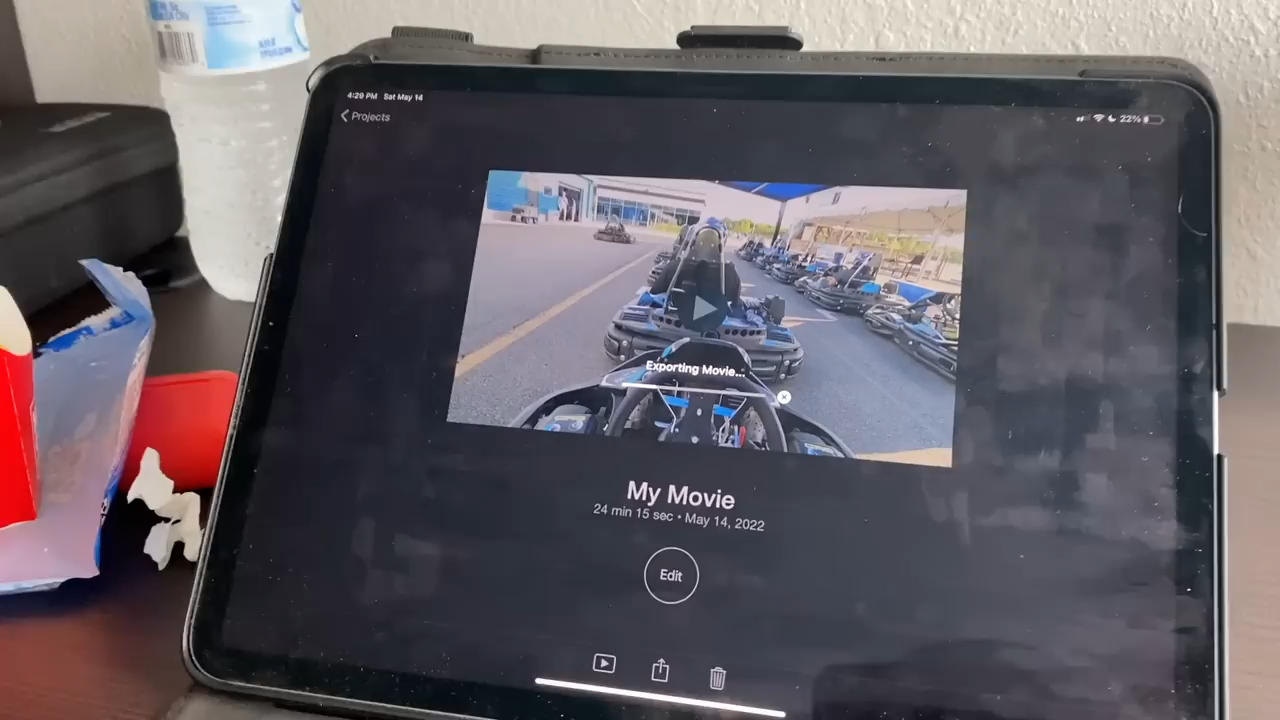 4:29 PM Sat May 14
Projects
22%
Exporting Movie...
My Movie
24 min 15 sec • May 14, 2022
Edit